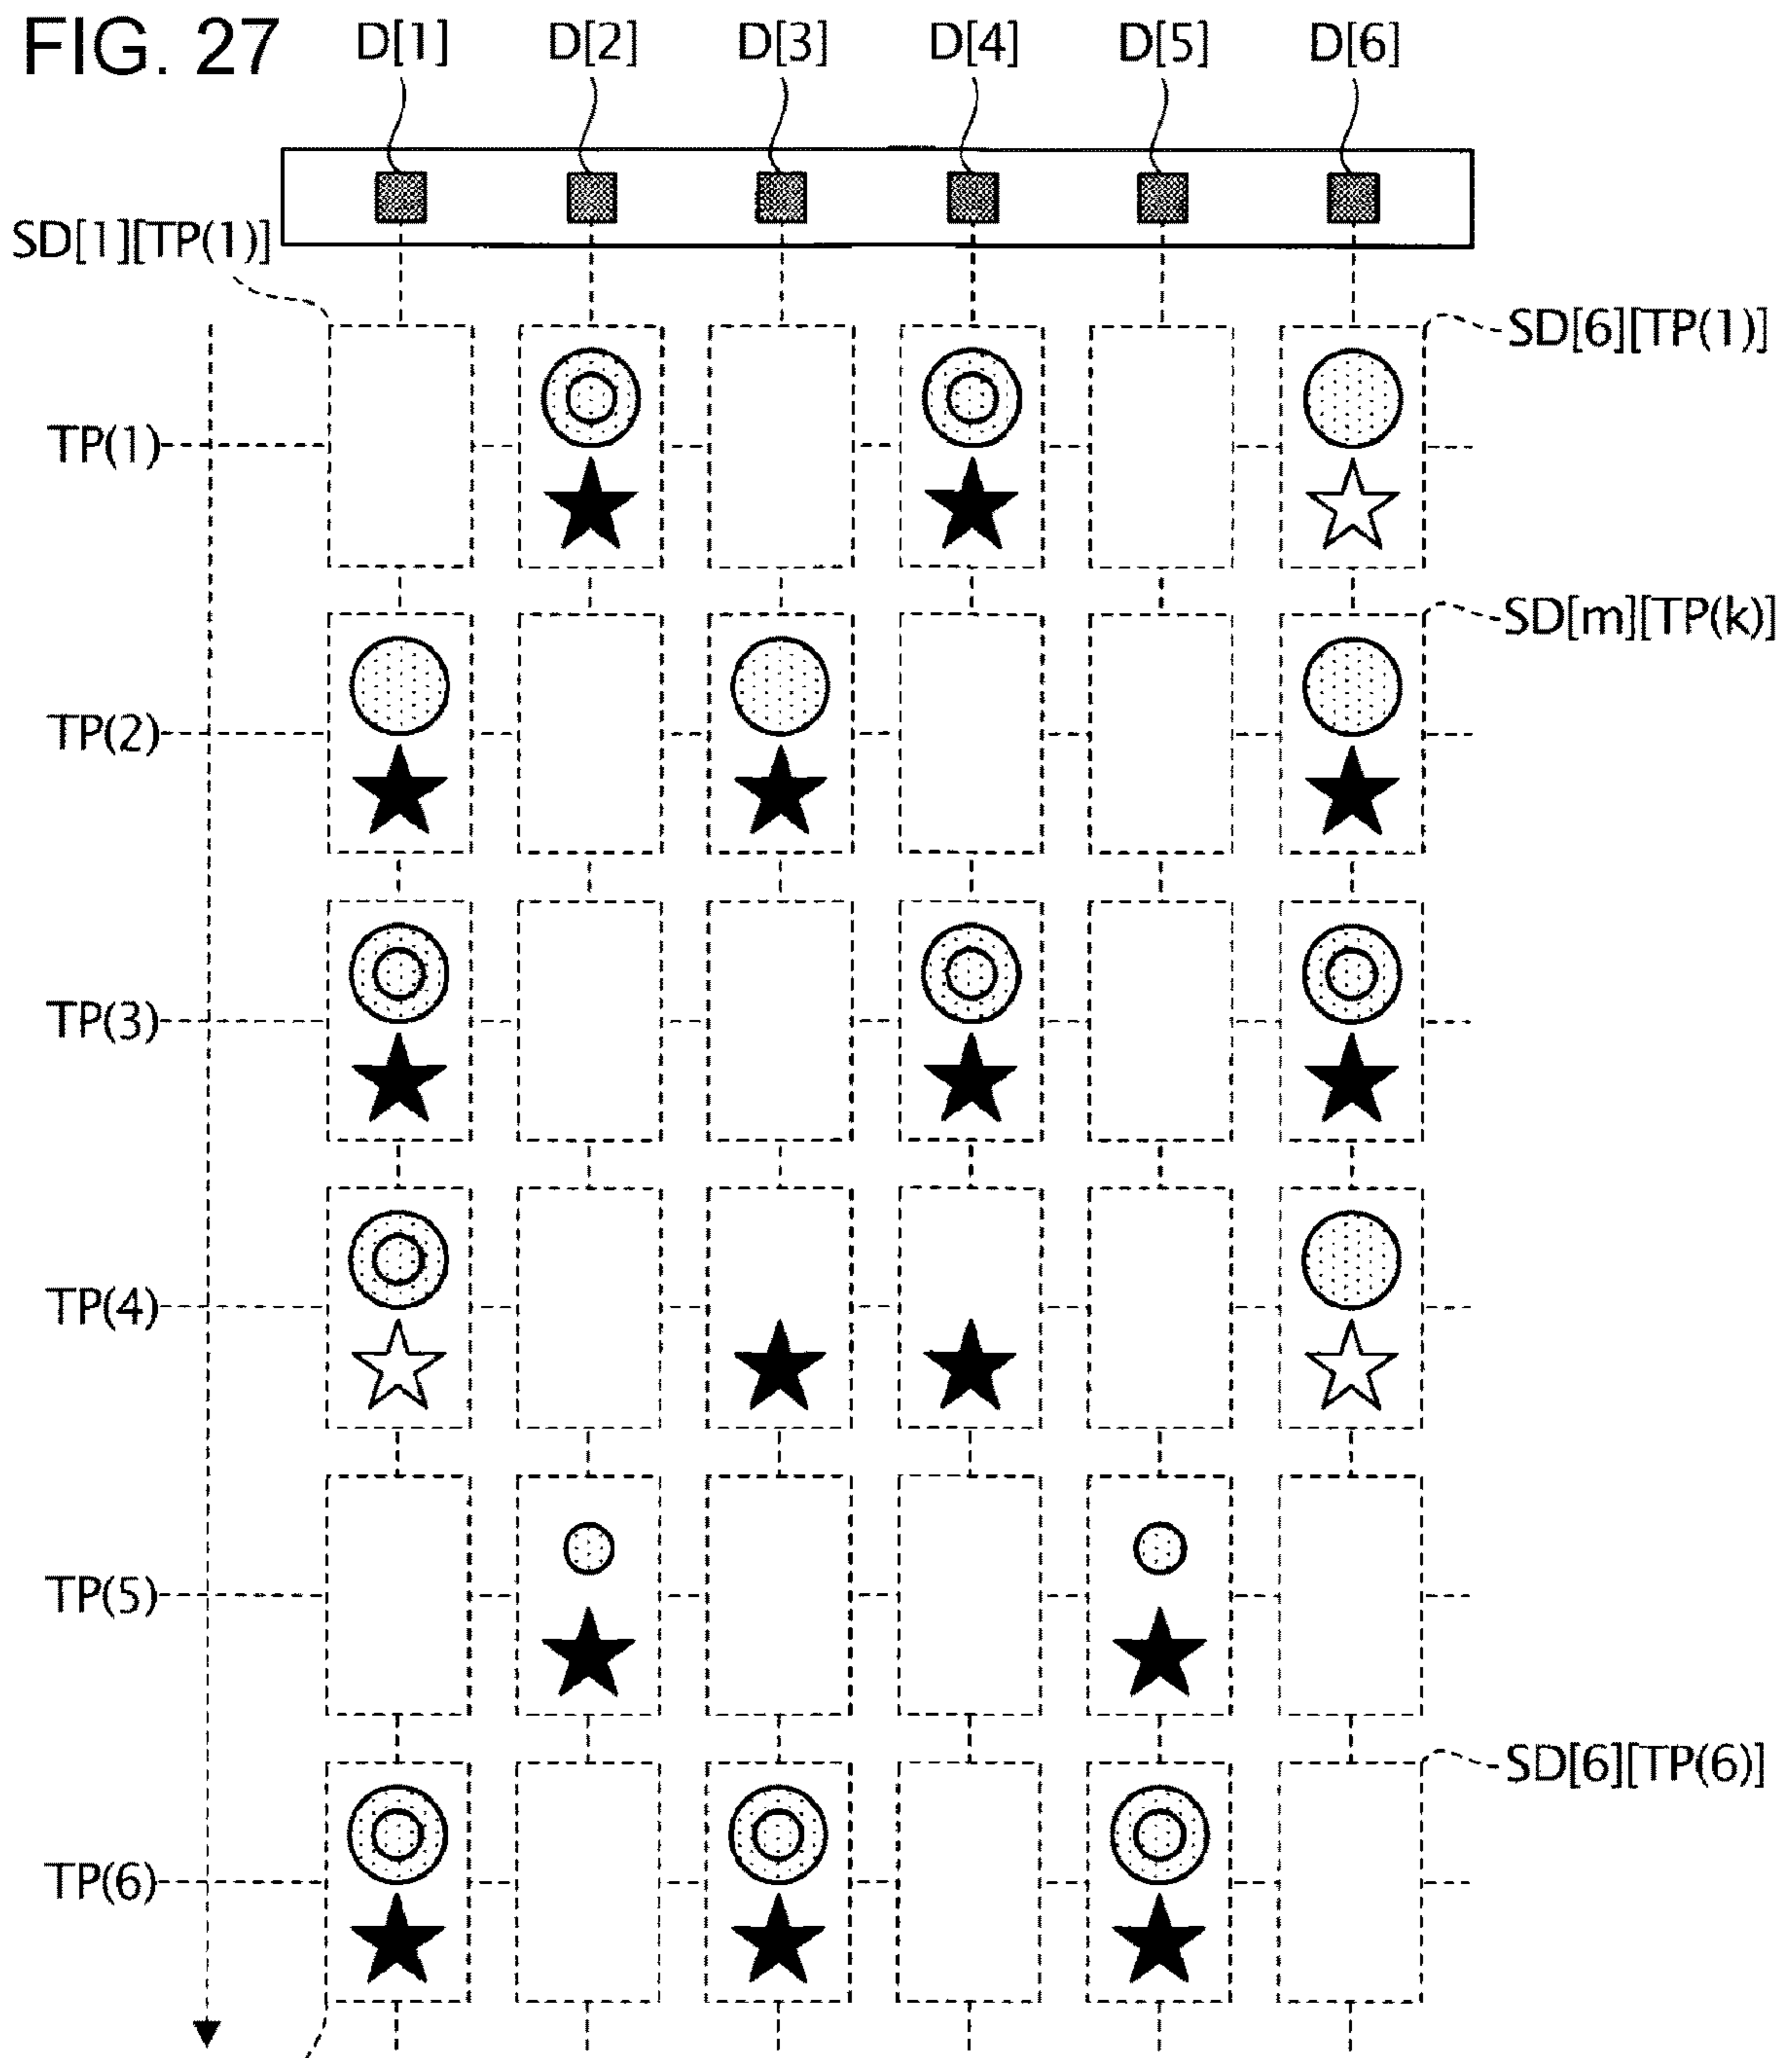 FIG. 27
D[1] D[2] D[3] D[4] D[5] D[6]
SD[1][TP(1)]
SD[6][TP(1)]
TP(1)
SD[m][TP(k)]
TP(2)
TP(3)
TP(4)
TP(5)
SD[6][TP(6)]
TP(6)